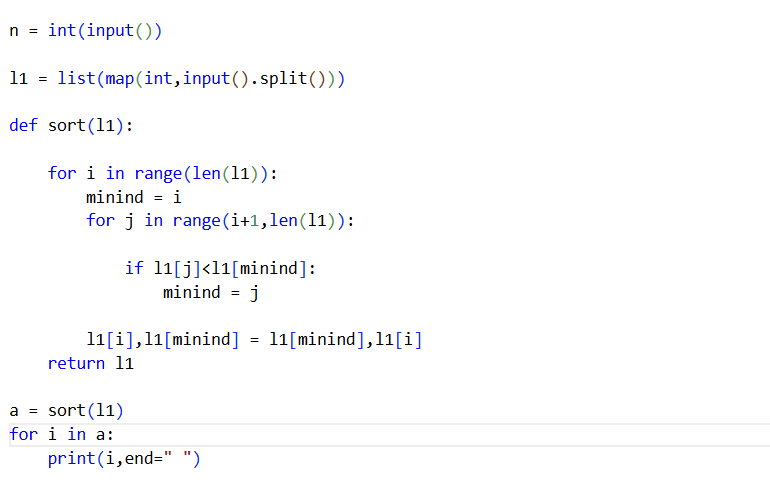 n = int(input())
l1 = list(map(int,input().split()))
def sort(l1):
    for i in range(len(l1)):
        minind = i
        for j in range(i+1,len(l1)):
            if l1[j]<l1[minind]:
                minind = j
        l1[i],l1[minind] = l1[minind],l1[i]
    return l1
a = sort(l1)
for i in a:
    print(i,end=" ")